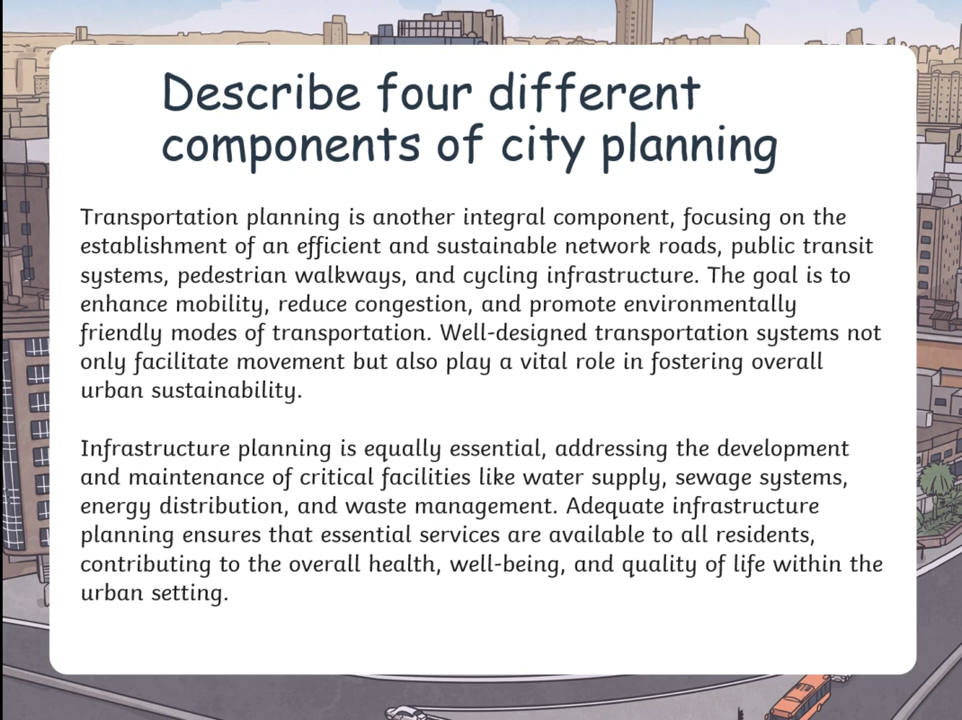 Describe four different
components of city planning
Transportation planning is another integral component, focusing on the
establishment of an efficient and sustainable network roads, public transit
systems, pedestrian walkways, and cycling infrastructure. The goal is to
enhance mobility, reduce congestion, and promote environmentally
friendly modes of transportation. Well-designed transportation systems not
only facilitate movement but also play a vital role in fostering overall
urban sustainability.
Infrastructure planning is equally essential, addressing the development
and maintenance of critical facilities like water supply, sewage systems,
energy distribution, and waste management. Adequate infrastructure
planning ensures that essential services are available to all residents,
contributing to the overall health, well-being, and quality of life within the
urban setting.